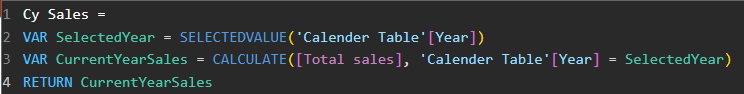 1 Cy Sales =
2 VAR SelectedYear = SELECTEDVALUE('Calender Table'[Year])
3 VAR CurrentYearSales = CALCULATE([Total sales], 'Calender Table'[Year] = SelectedYear)
4 RETURN CurrentYearSales